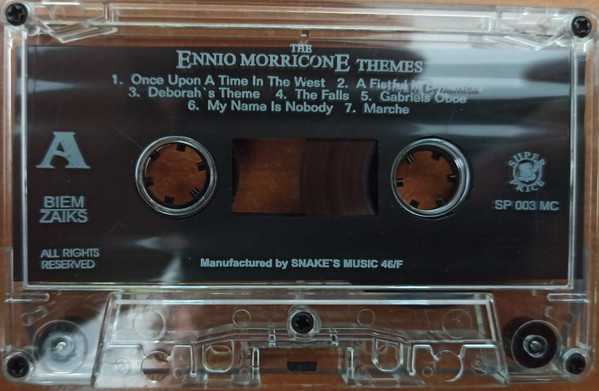 THE
ENNIO MORRICONE THEMES
1. Once Upon A Time In The West 2. A Fistful
3. Deborah`s Theme 4. The Falls 5. Gabriels Oboe
6. My Name Is Nobody 7. Marche
A
SUPER
PRICE
BIEM
ZAIKS
SP 003 MC
ALL RIGHTS
RESERVED
Manufactured by SNAKE'S MUSIC 46/F